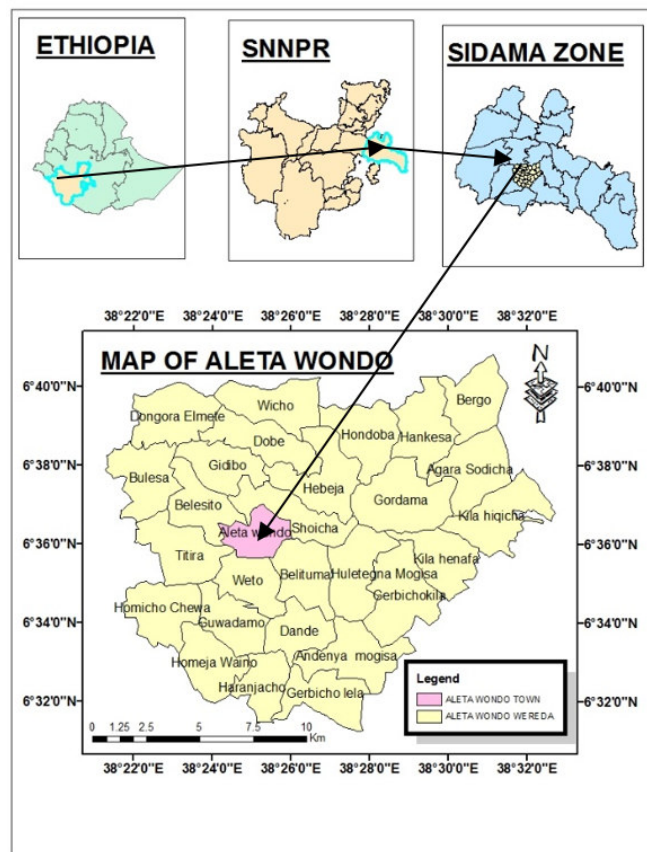 ETHIOPIA
SNNPR
SIDAMA ZONE
38°22'0"E 38°24'0"E 38°26'0"E 38°28'0"E 38°30'0"E 38°32'0"E
MAP OF ALETA WONDO
N
6°40'0"N 6°40'0"N
Bergo
Wicho
Dongora Elmete
Hondoba
Hankesa
Dobe
6°38'0"N 6°38'0"N
Gidibo
Agara Sodicha
Bulesa
Hebeja
Gordama
Belesito
Kila hiqicha
Shoicha
Aleta wondo
6°36'0"N 6°36'0"N
Titira
Kila henafa
Weto
Belituma
Huletegna Mogisa
Gerbichokila
Homicho Chewa
6°34'0"N 6°34'0"N
Guwadamo
Dande
Andenya mogisa
Homeja Waino
Haranjacho
Gerbicho lela
6°32'0"N 6°32'0"N
Legend
ALETA WONDO TOWN
ALETA WONDO WEREDA
0 1.25 2.5 5 7.5 10
Km
38°22'0"E 38°24'0"E 38°26'0"E 38°28'0"E 38°30'0"E 38°32'0"E